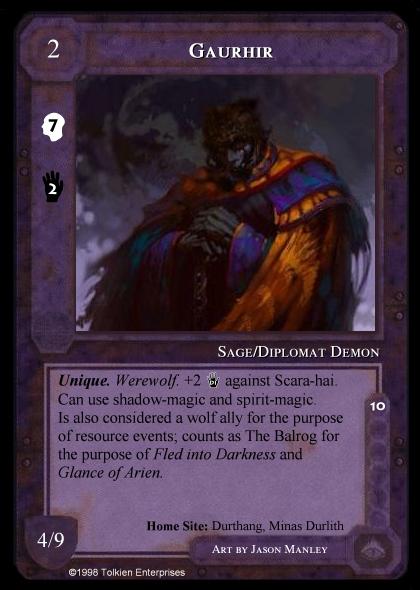 2
GAURHIR
7
2
SAGE/DIPLOMAT DEMON
Unique. Werewolf. +2 DI against Scara-hai.
Can use shadow-magic and spirit-magic.
Is also considered a wolf ally for the purpose
of resource events; counts as The Balrog for
the purpose of Fled into Darkness and
Glance of Arien.
10
Home Site: Durthang, Minas Durlith
4/9
ART BY JASON MANLEY
©1998 Tolkien Enterprises